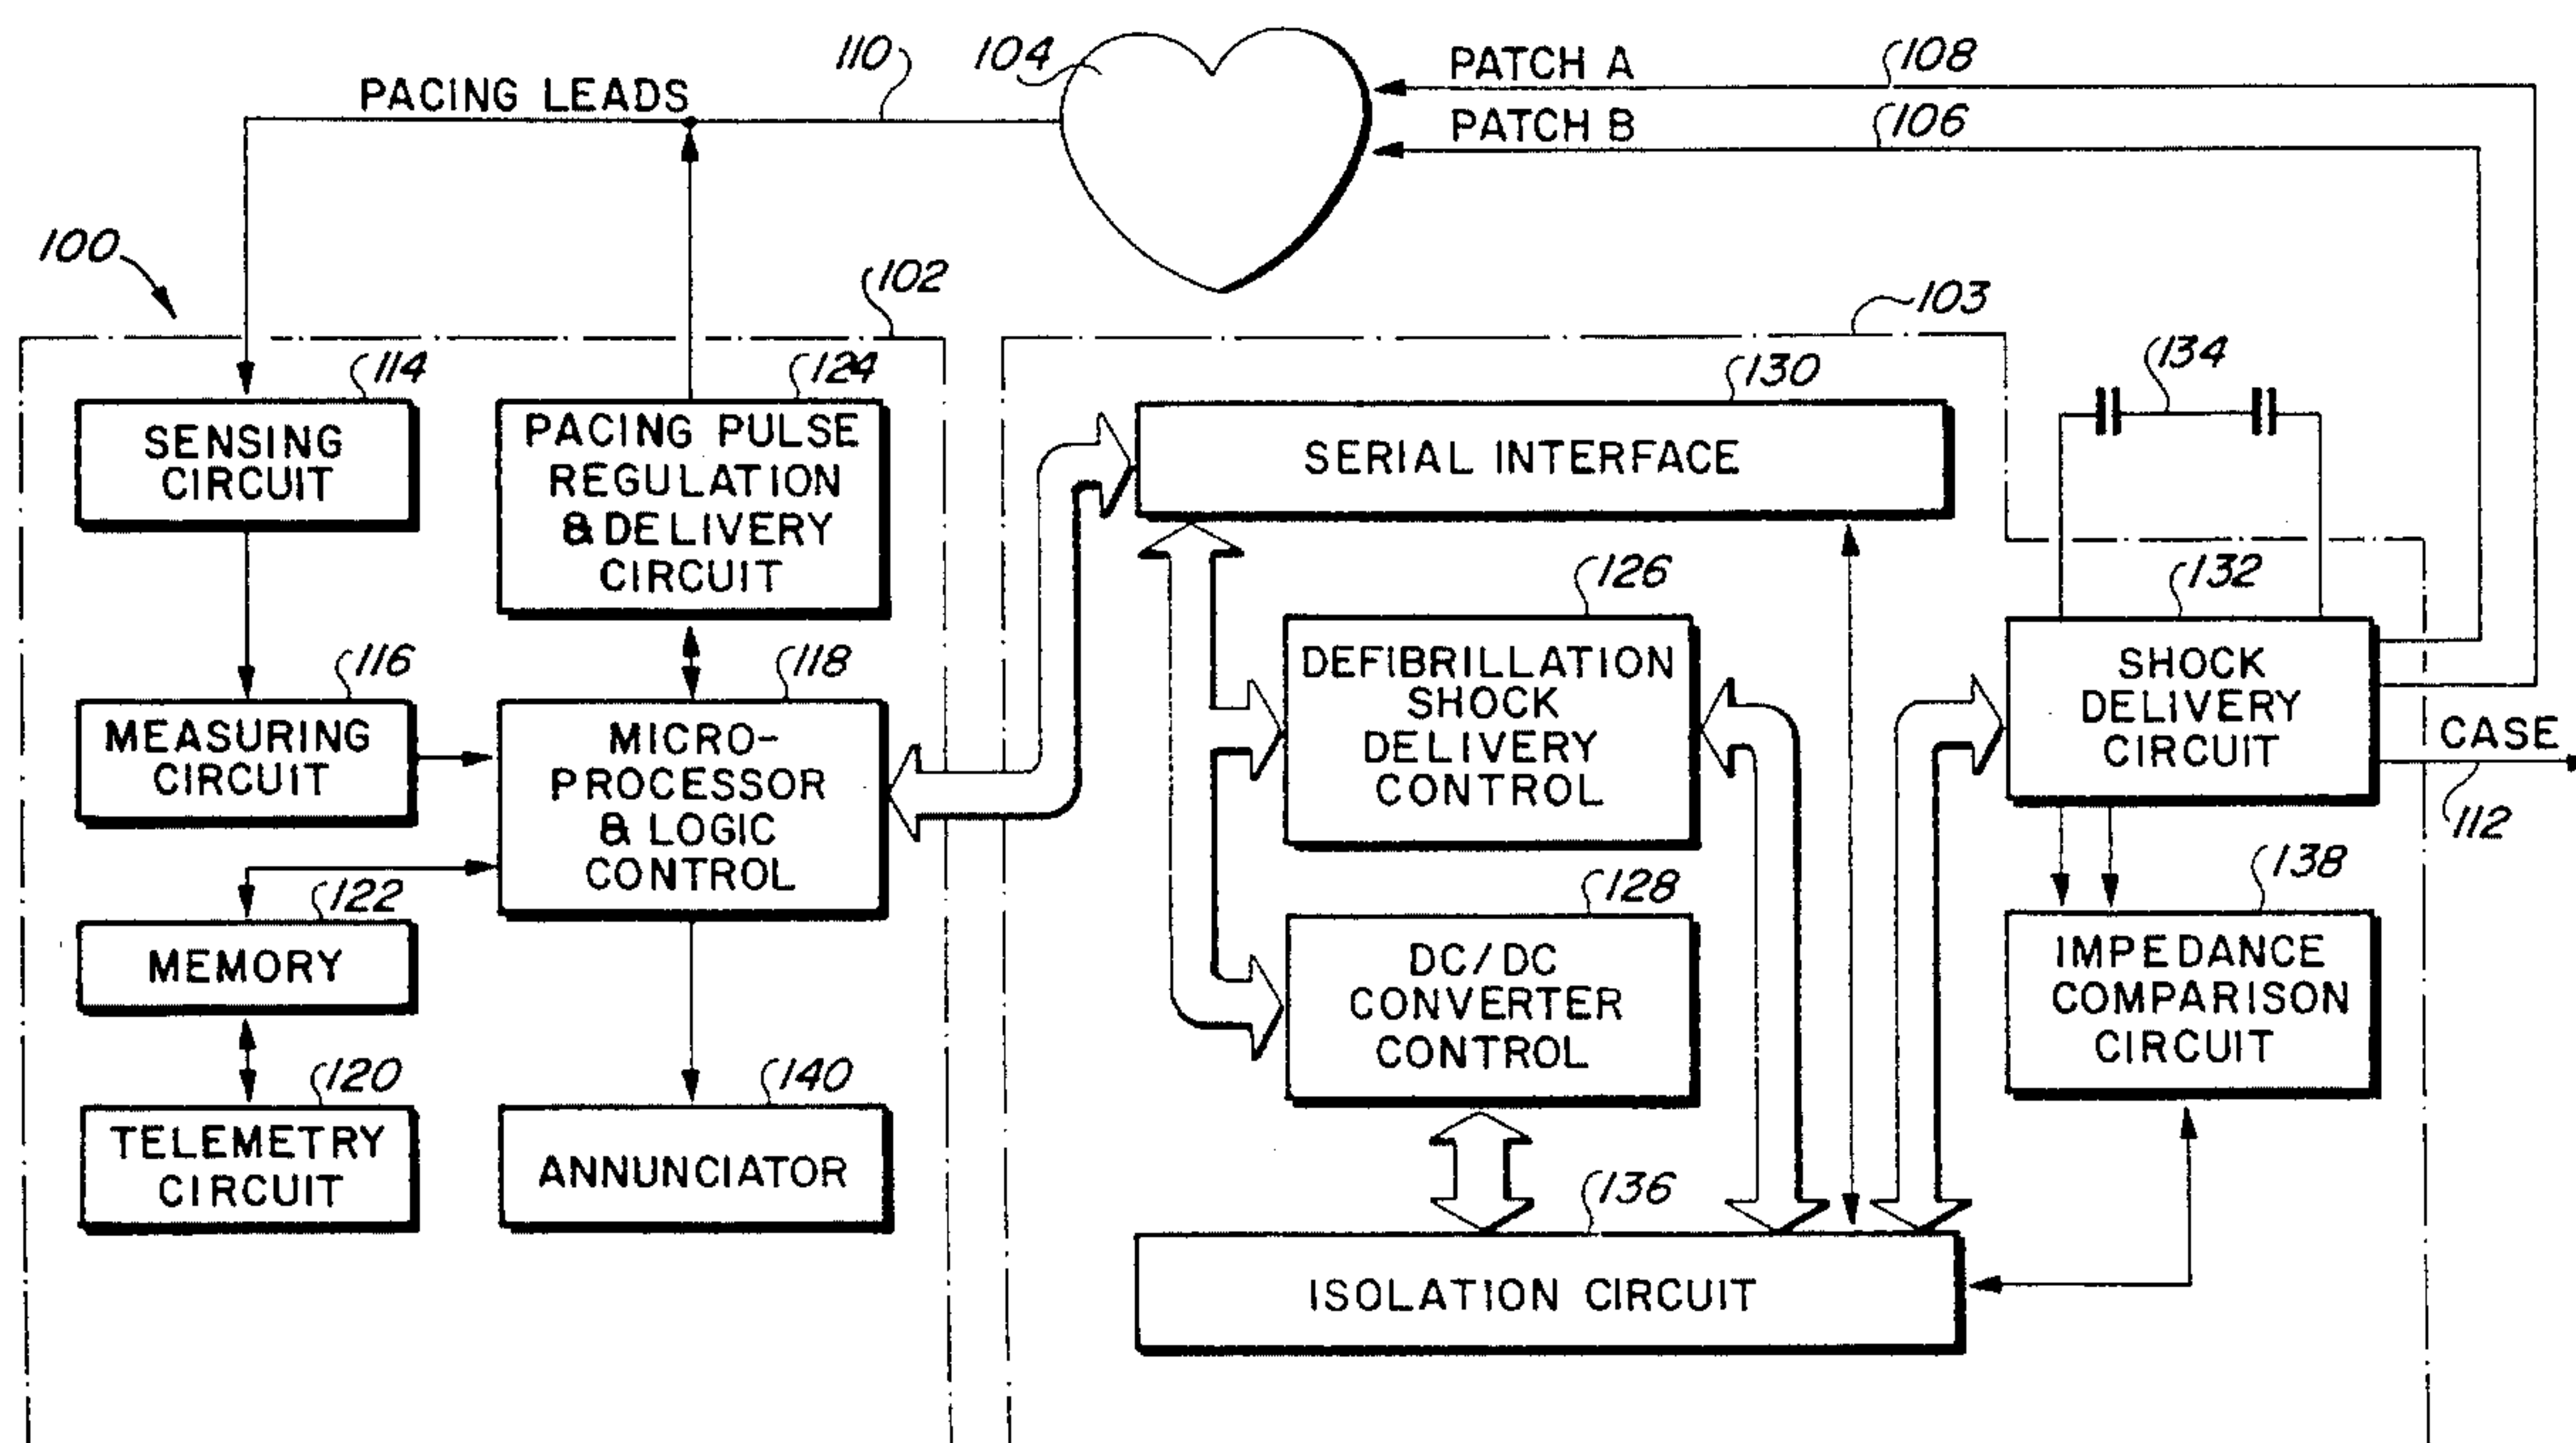 PACING LEADS
110
104
PATCH A
108
PATCH B
106
100
102
103
114
SENSING
CIRCUIT
124
PACING PULSE
REGULATION
& DELIVERY
CIRCUIT
130
SERIAL INTERFACE
134
116
MEASURING
CIRCUIT
118
MICRO-
PROCESSOR
& LOGIC
CONTROL
126
DEFIBRILLATION
SHOCK
DELIVERY
CONTROL
132
SHOCK
DELIVERY
CIRCUIT
CASE
112
122
MEMORY
128
DC/DC
CONVERTER
CONTROL
138
IMPEDANCE
COMPARISON
CIRCUIT
120
TELEMETRY
CIRCUIT
140
ANNUNCIATOR
136
ISOLATION CIRCUIT